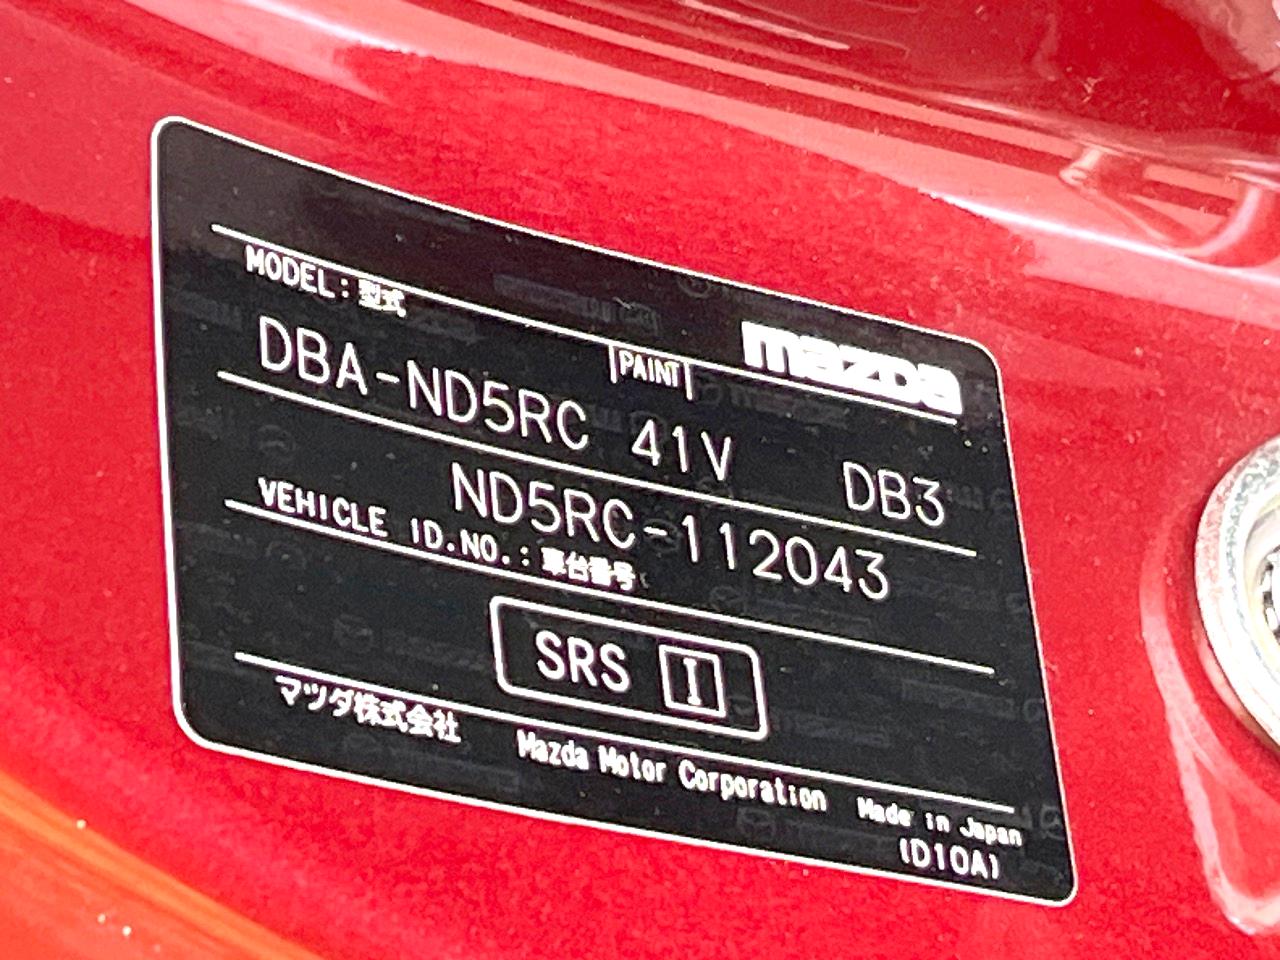 mazda
MODEL:型式
PAINT
DBA-ND5RC 41V DB3
ND5RC-112043
VEHICLE ID.NO.:車台番号
SRS I
マツダ株式会社 Mazda Motor Corporation Made in Japan
(D10A)